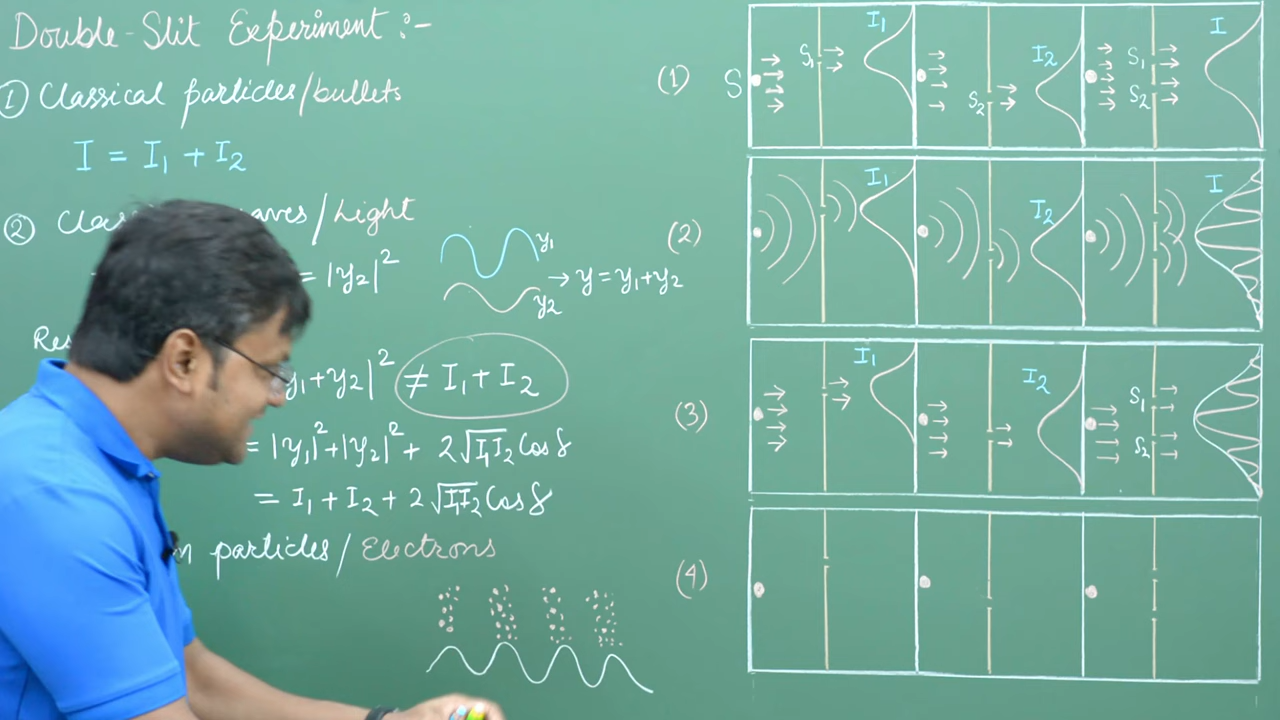 Double-Slit Experiment :-
① Classical particles/bullets
I = I₁ + I₂
② Clas aves/Light
= |y₂|²
y₁
y₂
→ y = y₁+y₂
Res
y₁+y₂|² ≠ I₁+I₂
= |y₁|²+|y₂|²+ 2√I₁I₂ Cos δ
= I₁ + I₂ + 2√I₁I₂ Cos δ
m particles/Electrons
(1) S S₁ I₁ S₂ I₂ S₁ S₂ I
(2) I₁ I₂ I
(3) I₁ I₂ S₁ S₂
(4)